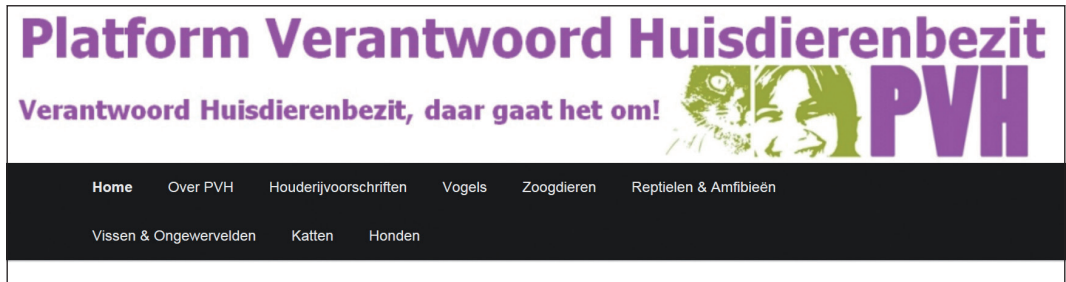 Platform Verantwoord Huisdierenbezit
Verantwoord Huisdierenbezit, daar gaat het om!
PVH
Home Over PVH Houderijvoorschriften Vogels Zoogdieren Reptielen & Amfibieën
Vissen & Ongewervelden Katten Honden